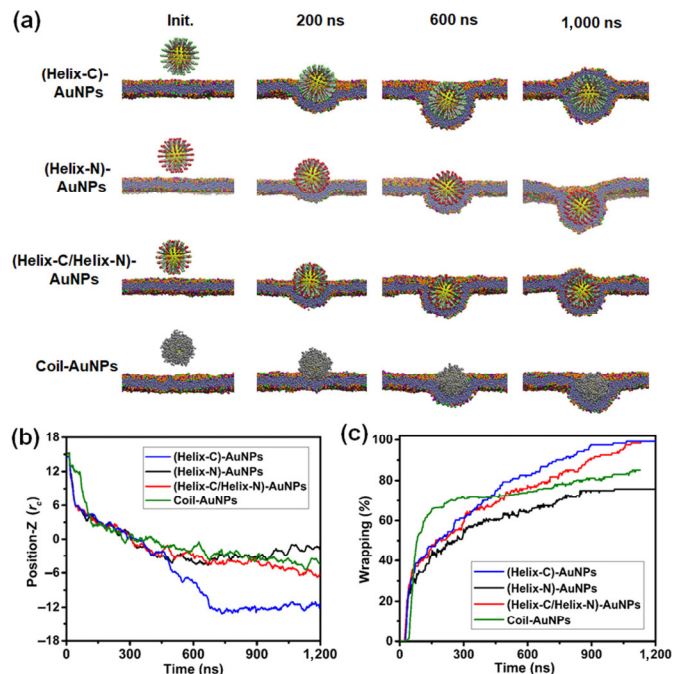 (a)
Init. 200 ns 600 ns 1,000 ns
(Helix-C)-
AuNPs
(Helix-N)-
AuNPs
(Helix-C/Helix-N)-
AuNPs
Coil-AuNPs
(b)
18
12
6
0
−6
−12
−18
Position-Z (rc)
(Helix-C)-AuNPs
(Helix-N)-AuNPs
(Helix-C/Helix-N)-AuNPs
Coil-AuNPs
0 300 600 900 1,200
Time (ns)
(c)
100
80
60
40
20
0
Wrapping (%)
(Helix-C)-AuNPs
(Helix-N)-AuNPs
(Helix-C/Helix-N)-AuNPs
Coil-AuNPs
0 300 600 900 1,200
Time (ns)